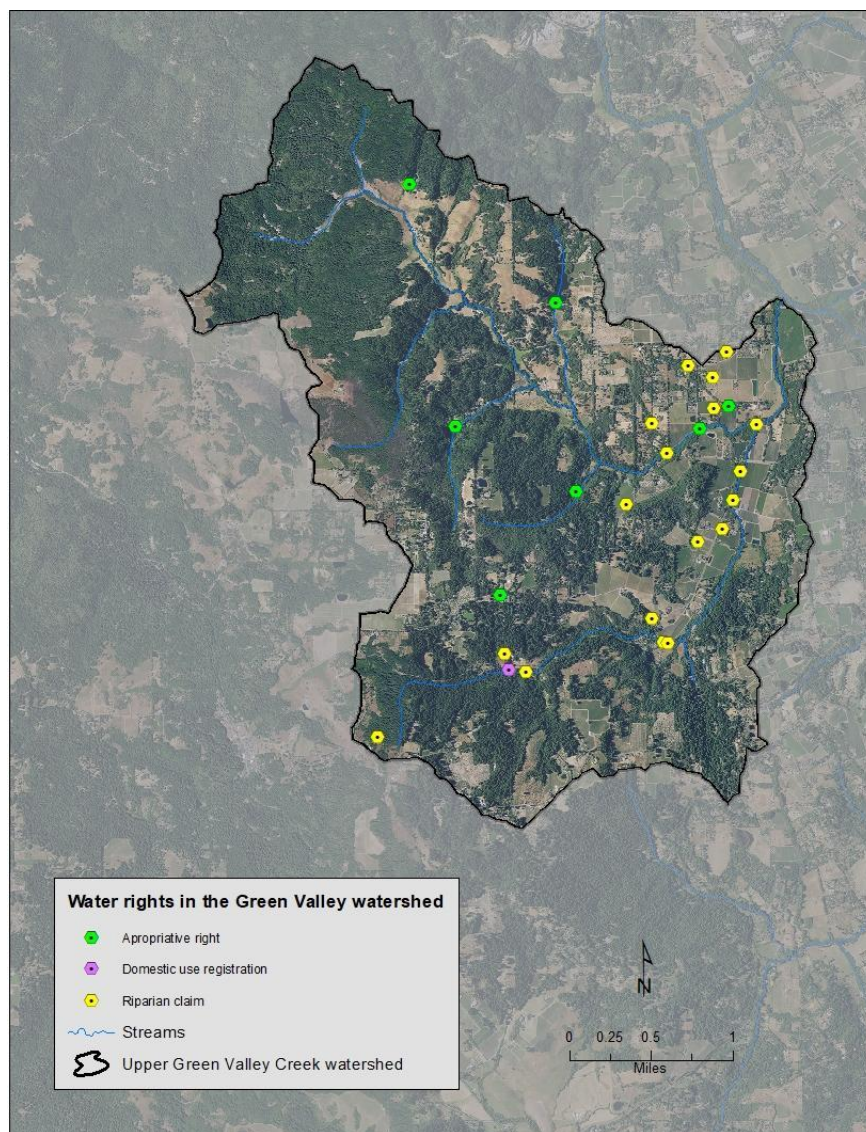 Water rights in the Green Valley watershed
Apropriative right
Domestic use registration
Riparian claim
Streams
Upper Green Valley Creek watershed
N
0 0.25 0.5 1
Miles